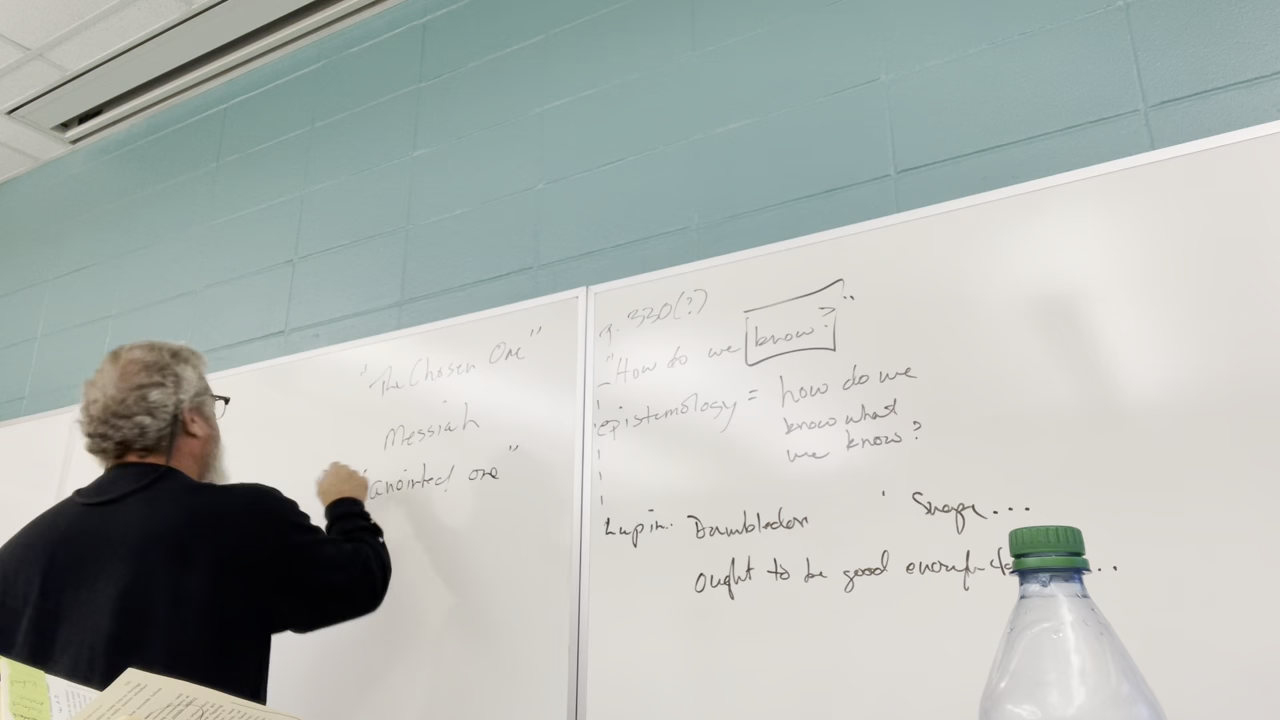 "The Chosen One"
Messiah
"anointed one"
p. 330(?)
"How do we know?"
epistemology = how do we
know what
we know?
Lupin: Dumbledore Snape...
ought to be good enough